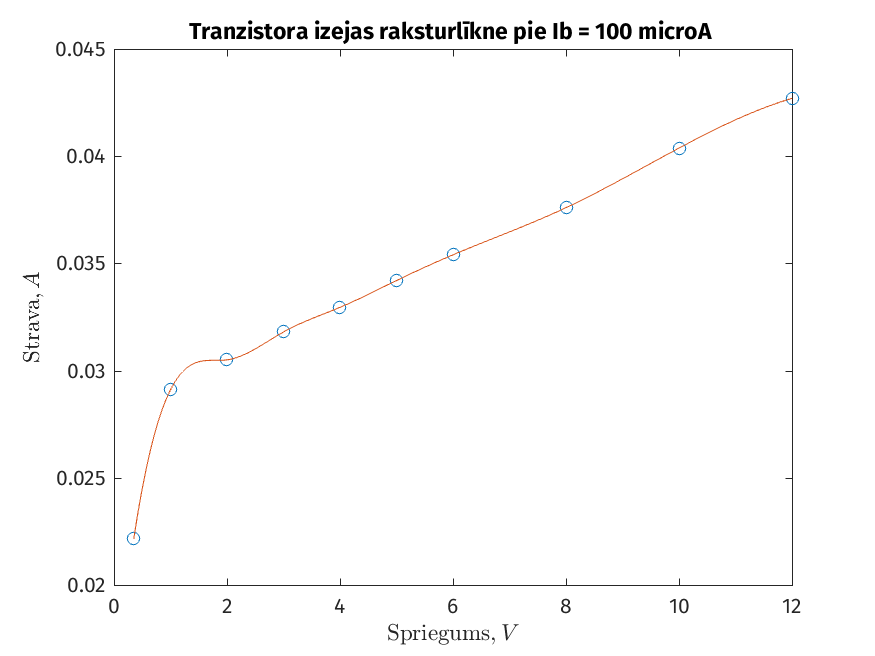 Tranzistora izejas raksturlīkne pie Ib = 100 microA
0.045
0.04
0.035
0.03
0.025
0.02
Strava, A
0 2 4 6 8 10 12
Spriegums, V